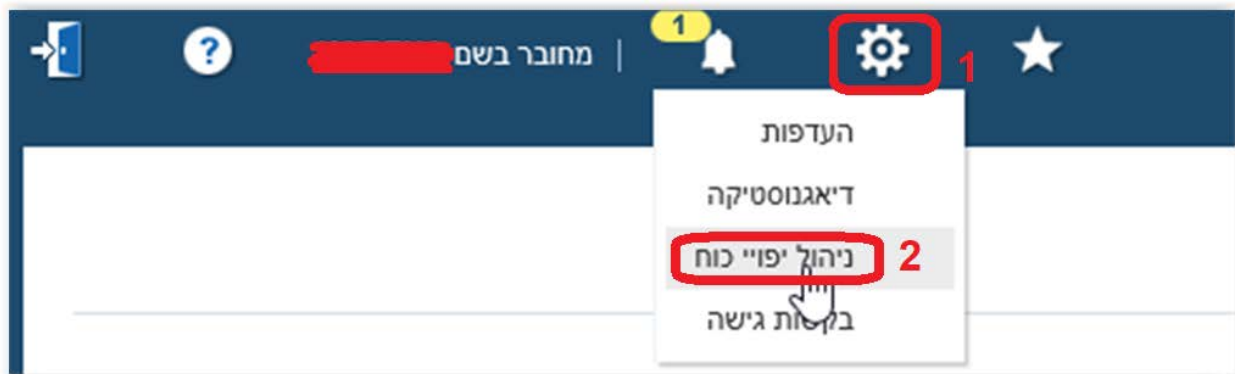 1 מחובר בשם |
1
העדפות
דיאגנוסטיקה
ניהול יפויי כוח 2
בקשות גישה